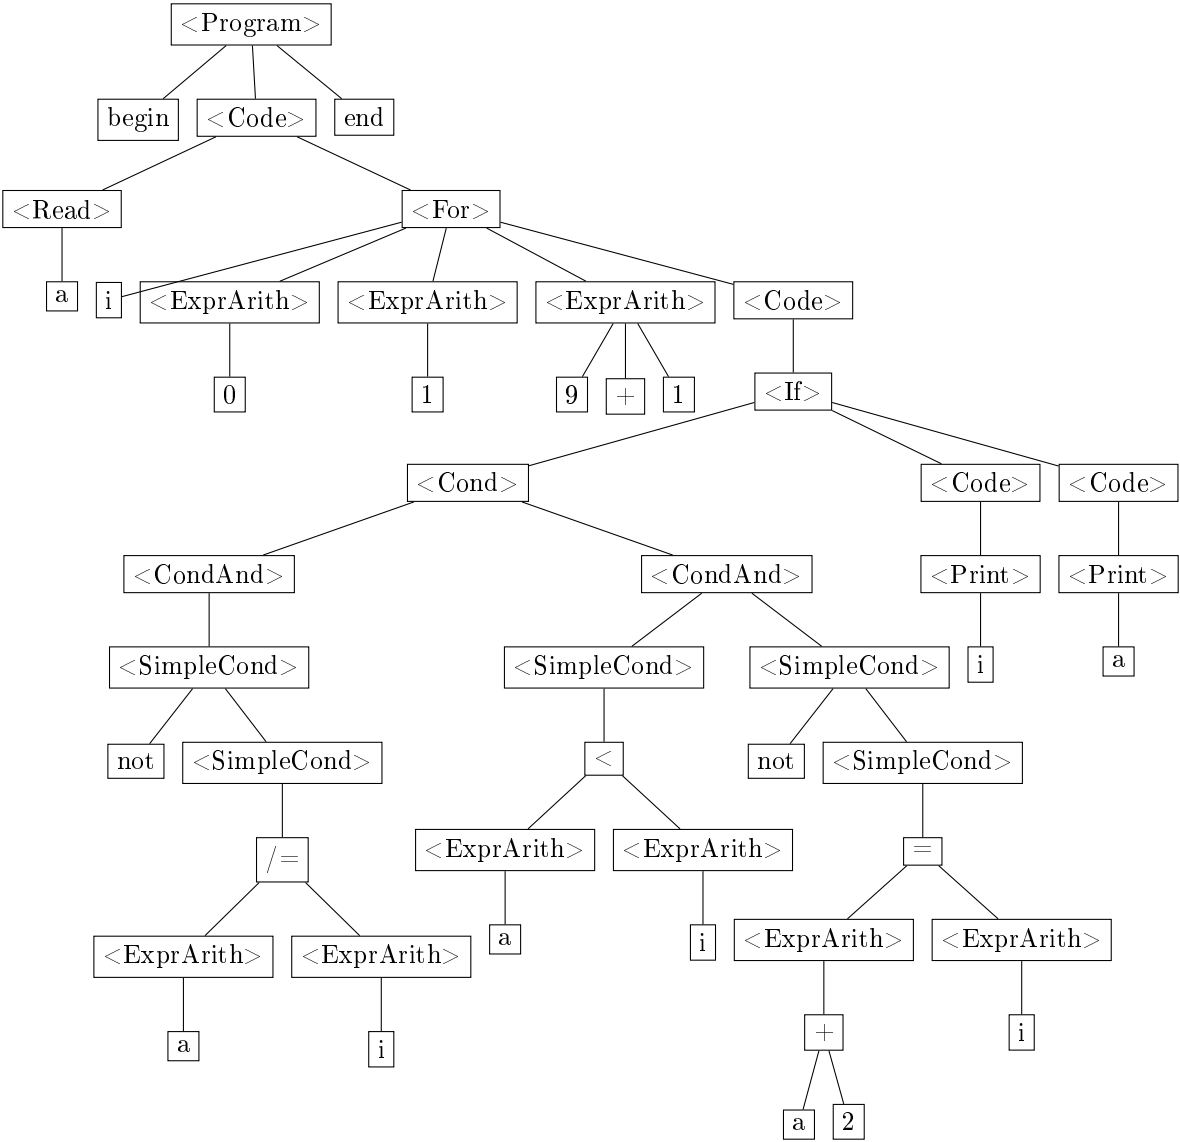 <Program>
begin <Code> end
<Read> <For>
a i <ExprArith> <ExprArith> <ExprArith> <Code>
0 1 9 + 1 <If>
<Cond> <Code> <Code>
<CondAnd> <CondAnd> <Print> <Print>
<SimpleCond> <SimpleCond> <SimpleCond> i a
not <SimpleCond> < not <SimpleCond>
/= <ExprArith> <ExprArith> =
<ExprArith> <ExprArith> a i <ExprArith> <ExprArith>
a i + i
a 2